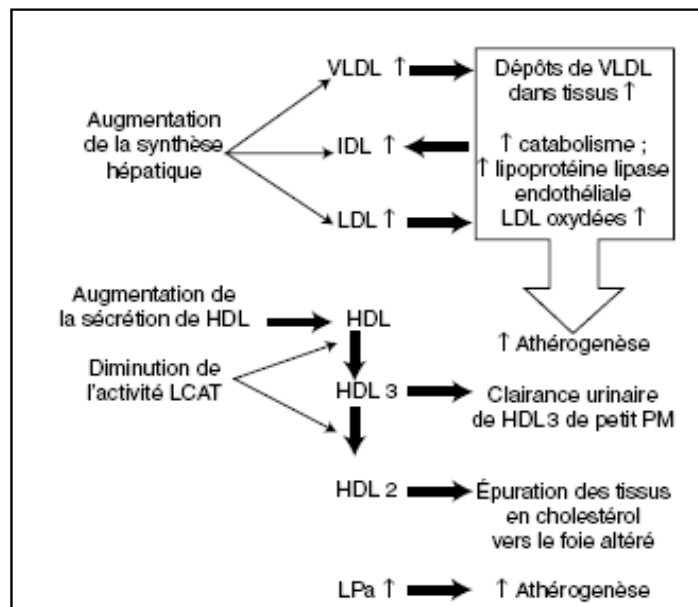 VLDL ↑
Dépôts de VLDL
dans tissus ↑
Augmentation
de la synthèse
hépatique
IDL ↑
↑ catabolisme ;
↑ lipoprotéine lipase
endothéliale
LDL ↑
LDL oxydées ↑
Augmentation de
la sécrétion de HDL
HDL
↑ Athérogenèse
Diminution de
l'activité LCAT
HDL 3
Clairance urinaire
de HDL3 de petit PM
HDL 2
Épuration des tissus
en cholestérol
vers le foie altéré
LPa ↑
↑ Athérogenèse